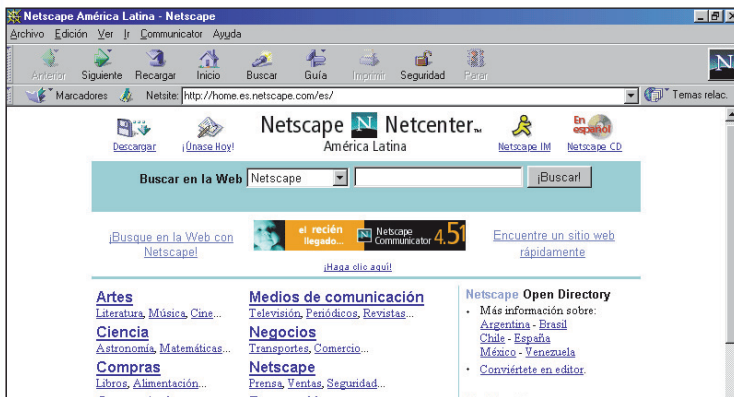 Netscape América Latina - Netscape
Archivo Edición Ver Ir Communicator Ayuda
Anterior Siguiente Recargar Inicio Buscar Guía Imprimir Seguridad Parar
Marcadores Netsite: http://home.es.netscape.com/es/ Temas relac.
Netscape N Netcenter™
América Latina
Descargar ¡Únase Hoy! Netscape IM
En español
Netscape CD
Buscar en la Web Netscape ¡Buscar!
¡Busque en la Web con
Netscape!
el recién
llegado...
N Netscape
Communicator 4.51
¡Haga clic aquí!
Encuentre un sitio web
rápidamente
Artes
Literatura, Música, Cine...
Ciencia
Astronomía, Matemáticas...
Compras
Libros, Alimentación...
Medios de comunicación
Televisión, Periódicos, Revistas...
Negocios
Transportes, Comercio...
Netscape
Prensa, Ventas, Seguridad...
Netscape Open Directory
• Más información sobre:
Argentina - Brasil
Chile - España
México - Venezuela
• Conviértete en editor.